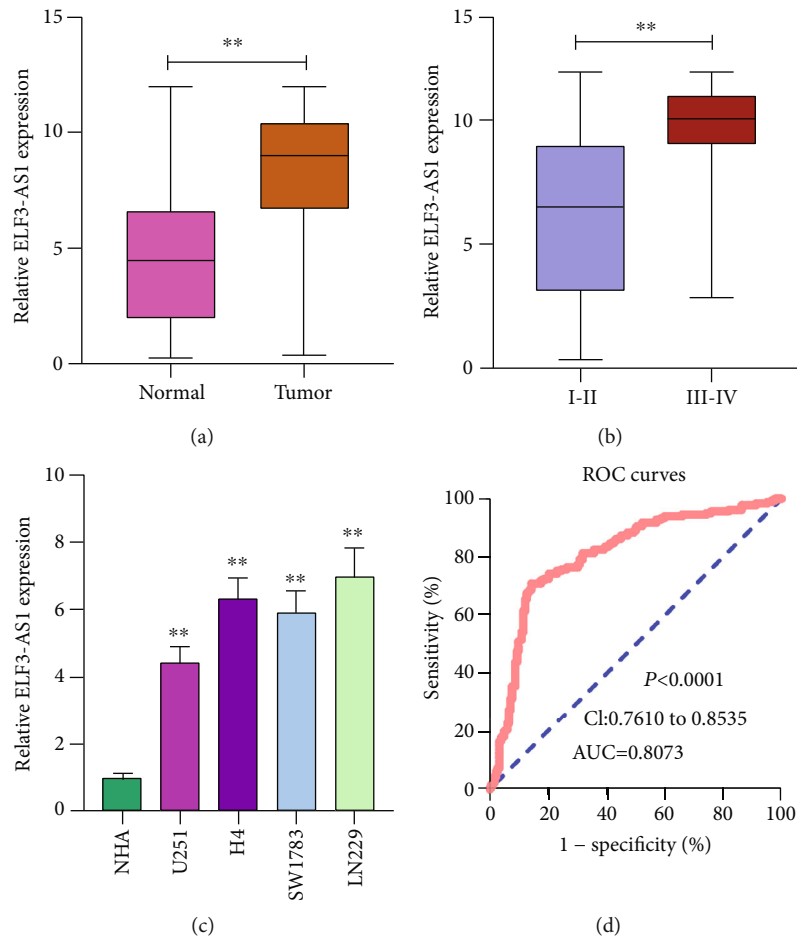 15
10
5
0
Relative ELF3-AS1 expression
**
Normal
Tumor
(a)
15
10
5
0
Relative ELF3-AS1 expression
**
I-II
III-IV
(b)
10
8
6
4
2
0
Relative ELF3-AS1 expression
**
**
**
**
NHA
U251
H4
SW1783
LN229
(c)
ROC curves
100
80
60
40
20
0
Sensitivity (%)
P<0.0001
CI:0.7610 to 0.8535
AUC=0.8073
0
20
40
60
80
100
1 − specificity (%)
(d)